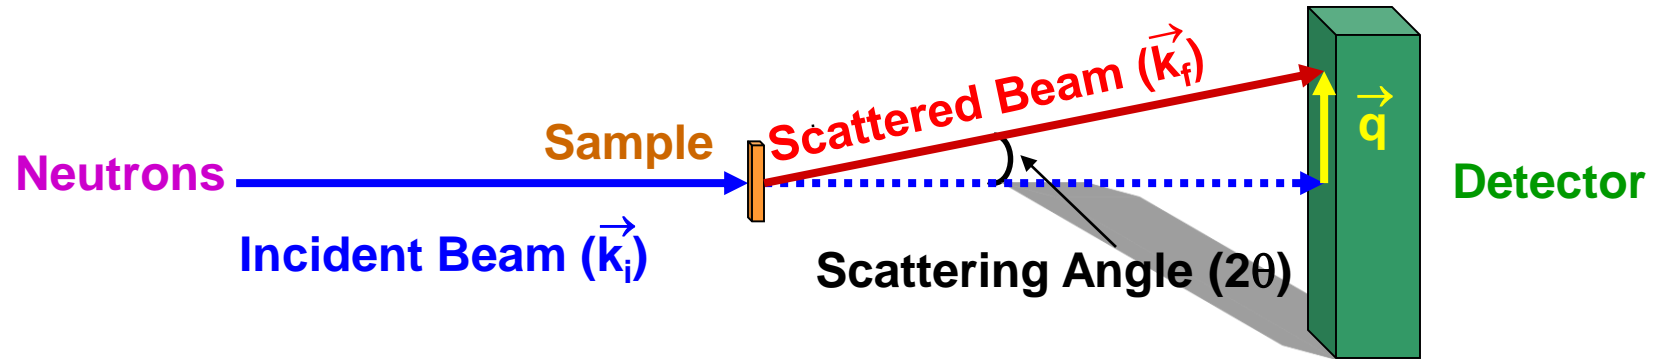 Scattered Beam (k⃗f)
Sample
q⃗
Neutrons
Detector
Incident Beam (k⃗i)
Scattering Angle (2θ)